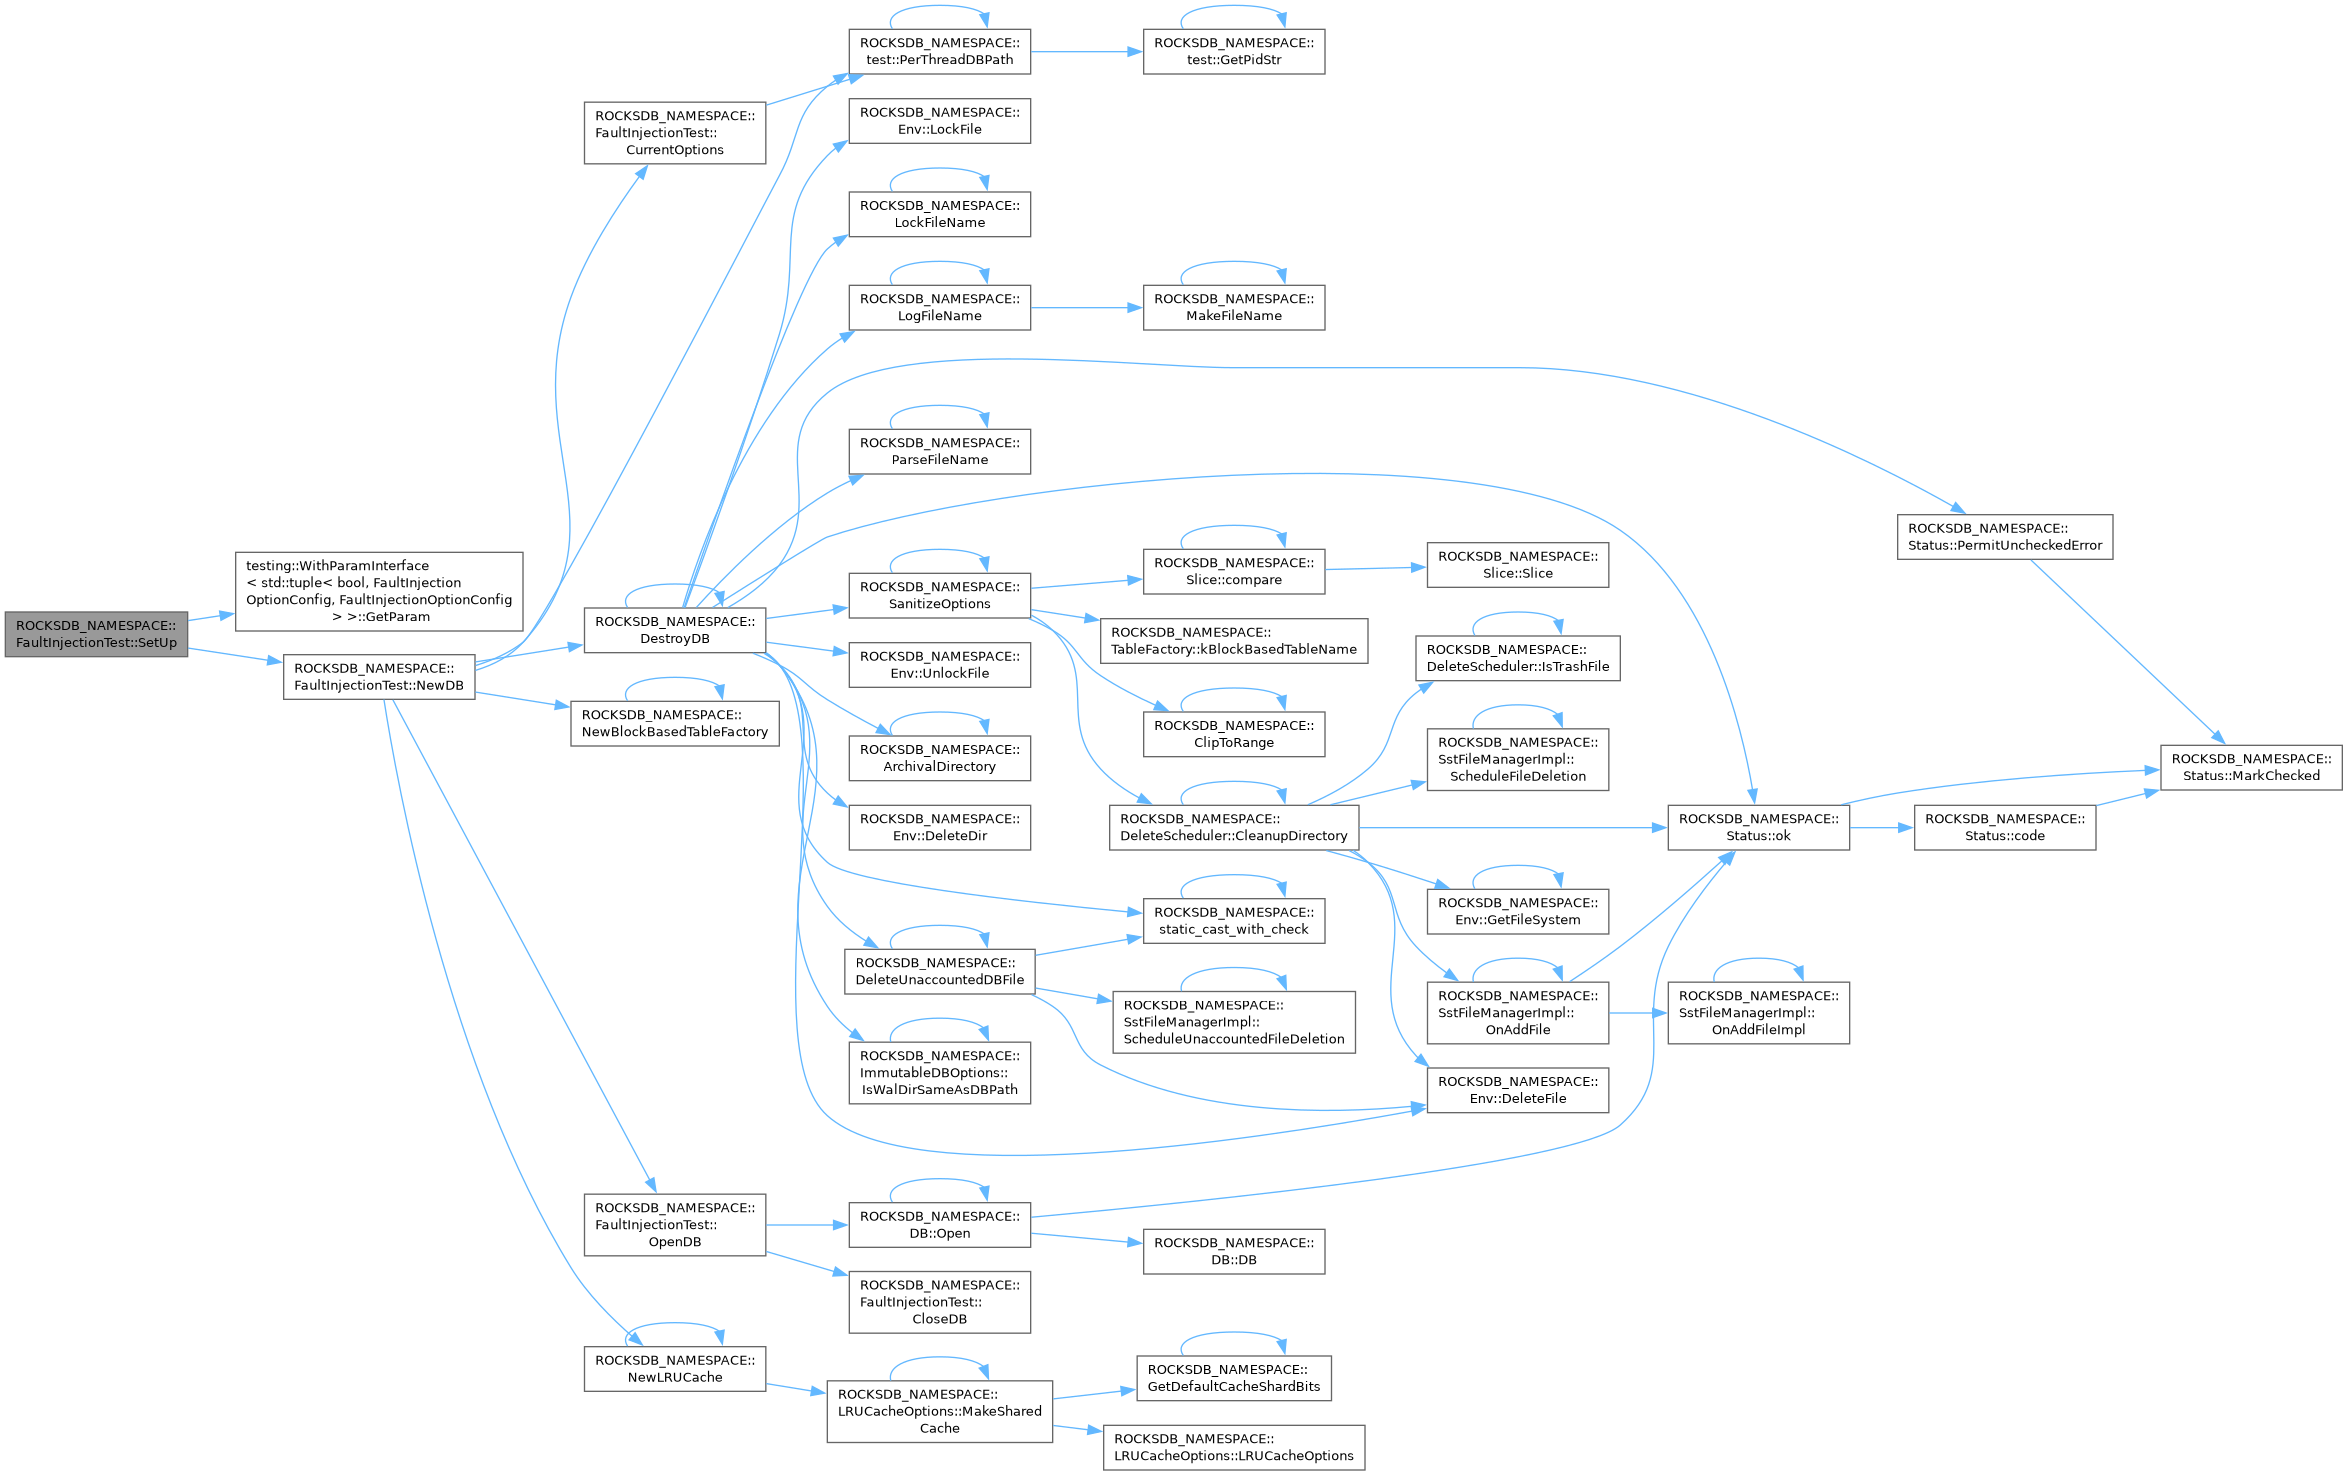 ROCKSDB_NAMESPACE::
FaultInjectionTest::SetUp
testing::WithParamInterface
< std::tuple< bool, FaultInjection
OptionConfig, FaultInjectionOptionConfig
> >::GetParam
ROCKSDB_NAMESPACE::
FaultInjectionTest::NewDB
ROCKSDB_NAMESPACE::
FaultInjectionTest::
CurrentOptions
ROCKSDB_NAMESPACE::
DestroyDB
ROCKSDB_NAMESPACE::
NewBlockBasedTableFactory
ROCKSDB_NAMESPACE::
FaultInjectionTest::
OpenDB
ROCKSDB_NAMESPACE::
NewLRUCache
ROCKSDB_NAMESPACE::
test::PerThreadDBPath
ROCKSDB_NAMESPACE::
Env::LockFile
ROCKSDB_NAMESPACE::
LockFileName
ROCKSDB_NAMESPACE::
LogFileName
ROCKSDB_NAMESPACE::
ParseFileName
ROCKSDB_NAMESPACE::
SanitizeOptions
ROCKSDB_NAMESPACE::
Env::UnlockFile
ROCKSDB_NAMESPACE::
ArchivalDirectory
ROCKSDB_NAMESPACE::
Env::DeleteDir
ROCKSDB_NAMESPACE::
DeleteUnaccountedDBFile
ROCKSDB_NAMESPACE::
ImmutableDBOptions::
IsWalDirSameAsDBPath
ROCKSDB_NAMESPACE::
DB::Open
ROCKSDB_NAMESPACE::
FaultInjectionTest::
CloseDB
ROCKSDB_NAMESPACE::
LRUCacheOptions::MakeShared
Cache
ROCKSDB_NAMESPACE::
test::GetPidStr
ROCKSDB_NAMESPACE::
MakeFileName
ROCKSDB_NAMESPACE::
Slice::compare
ROCKSDB_NAMESPACE::
TableFactory::kBlockBasedTableName
ROCKSDB_NAMESPACE::
ClipToRange
ROCKSDB_NAMESPACE::
DeleteScheduler::CleanupDirectory
ROCKSDB_NAMESPACE::
static_cast_with_check
ROCKSDB_NAMESPACE::
SstFileManagerImpl::
ScheduleUnaccountedFileDeletion
ROCKSDB_NAMESPACE::
DB::DB
ROCKSDB_NAMESPACE::
GetDefaultCacheShardBits
ROCKSDB_NAMESPACE::
LRUCacheOptions::LRUCacheOptions
ROCKSDB_NAMESPACE::
Slice::Slice
ROCKSDB_NAMESPACE::
DeleteScheduler::IsTrashFile
ROCKSDB_NAMESPACE::
SstFileManagerImpl::
ScheduleFileDeletion
ROCKSDB_NAMESPACE::
Env::GetFileSystem
ROCKSDB_NAMESPACE::
SstFileManagerImpl::
OnAddFile
ROCKSDB_NAMESPACE::
Env::DeleteFile
ROCKSDB_NAMESPACE::
Status::ok
ROCKSDB_NAMESPACE::
SstFileManagerImpl::
OnAddFileImpl
ROCKSDB_NAMESPACE::
Status::PermitUncheckedError
ROCKSDB_NAMESPACE::
Status::code
ROCKSDB_NAMESPACE::
Status::MarkChecked